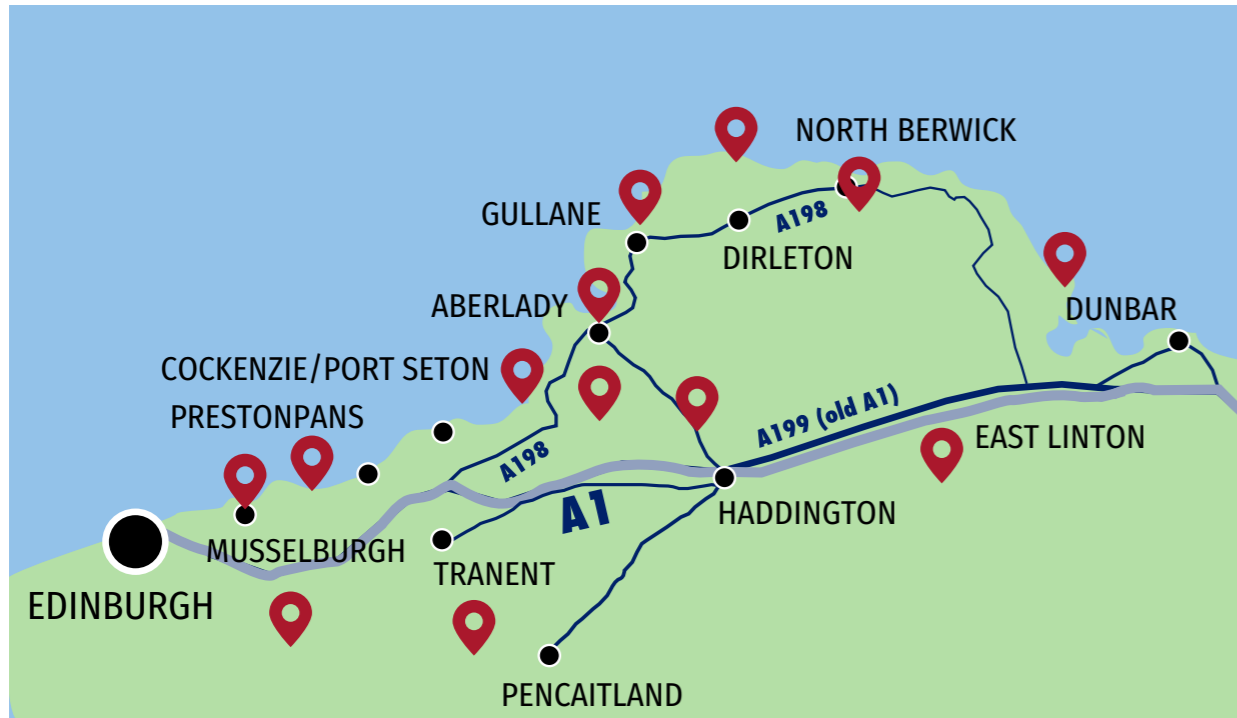 NORTH BERWICK
GULLANE
A198
DIRLETON
ABERLADY
DUNBAR
COCKENZIE/PORT SETON
PRESTONPANS
A199 (old A1)
EAST LINTON
A198
A1
HADDINGTON
MUSSELBURGH
TRANENT
EDINBURGH
PENCAITLAND